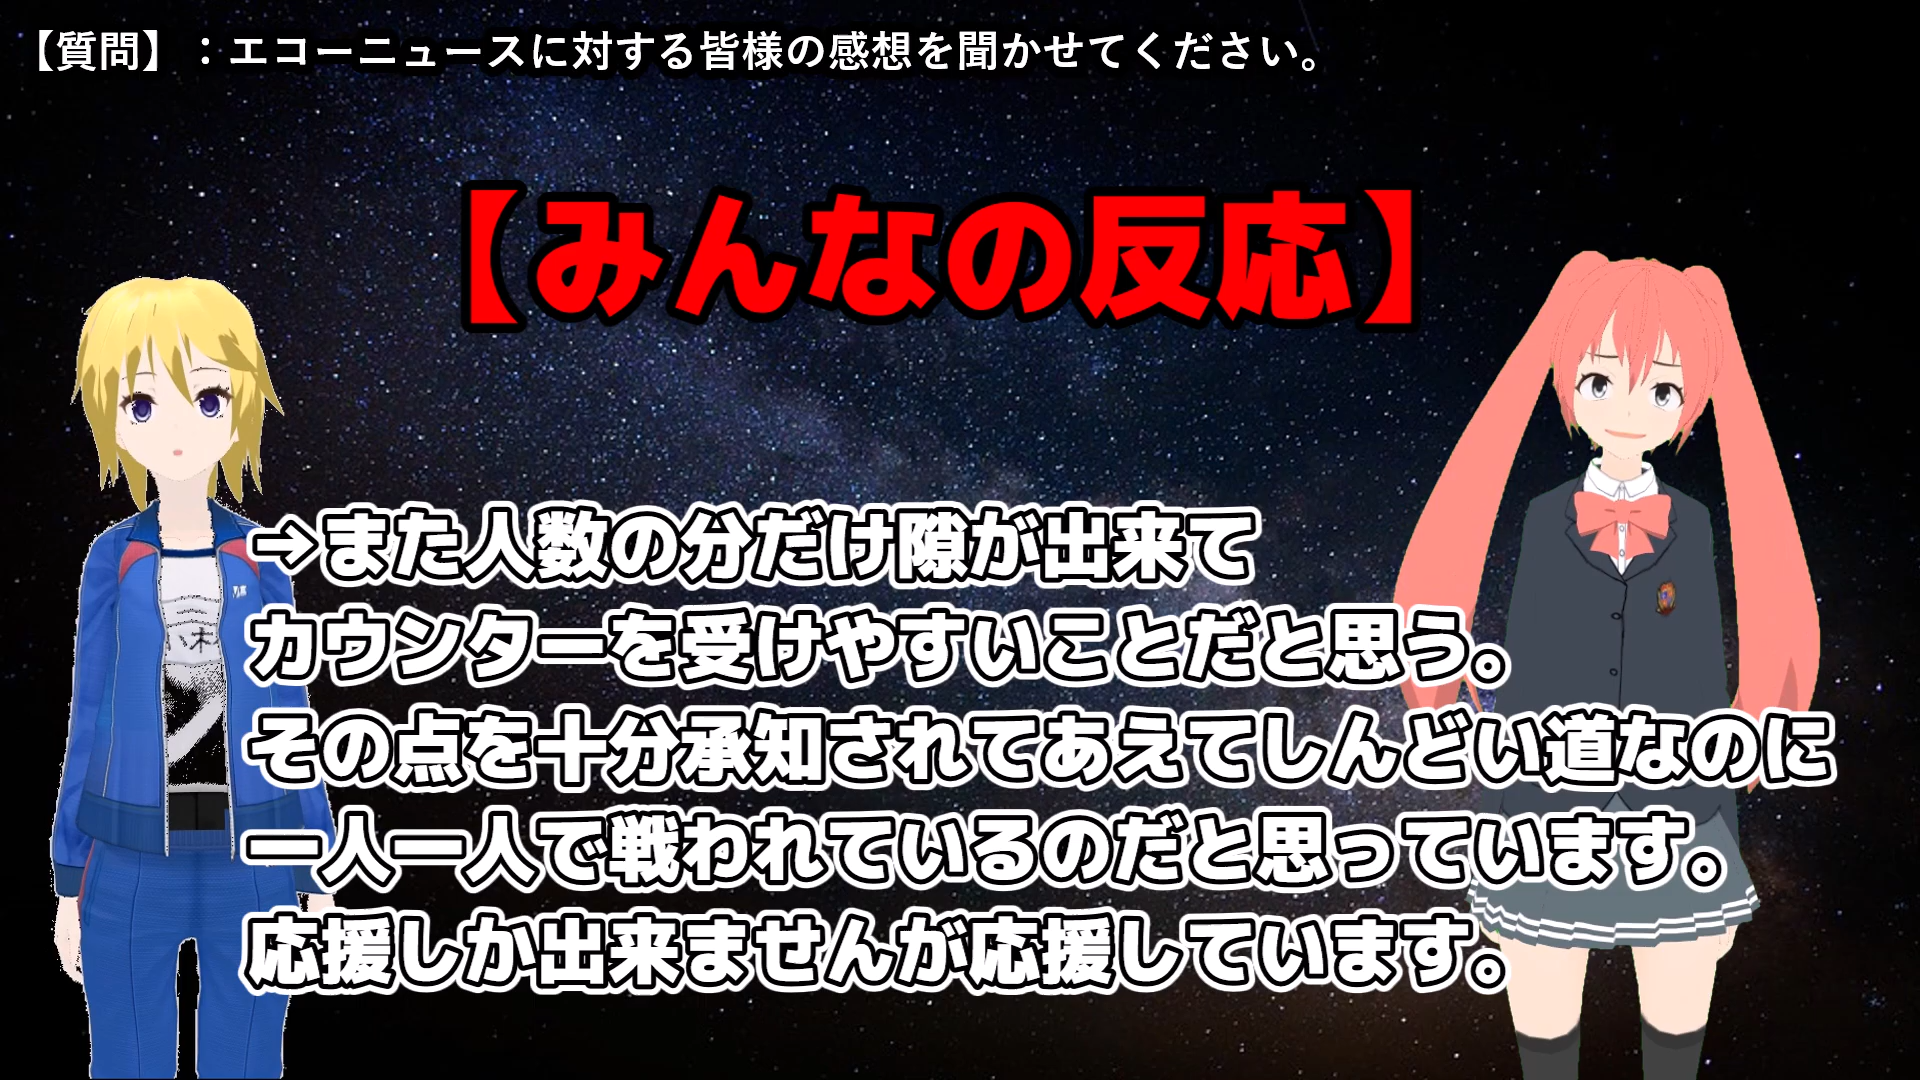 【質問】：エコーニュースに対する皆様の感想を聞かせてください。
【みんなの反応】
→また人数の分だけ隙が出来て
カウンターを受けやすいことだと思う。
その点を十分承知されてあえてしんどい道なのに
一人一人で戦われているのだと思っています。
応援しか出来ませんが応援しています。